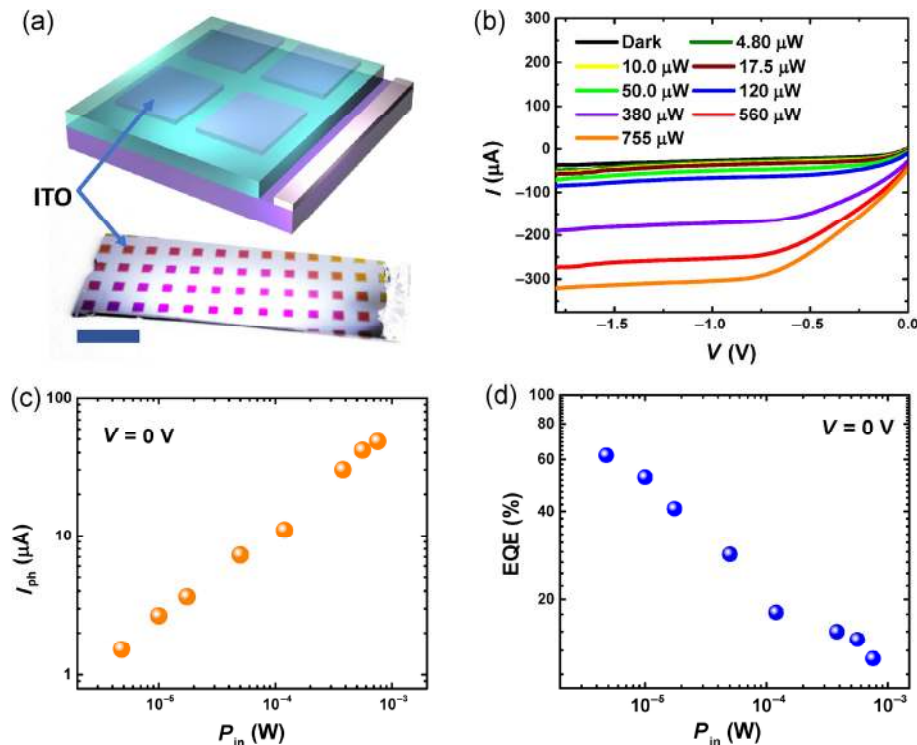 (a)
ITO
(b)
300
200
100
0
−100
−200
−300
I (μA)
Dark 4.80 μW
10.0 μW 17.5 μW
50.0 μW 120 μW
380 μW 560 μW
755 μW
−1.5 −1.0 −0.5 0.0
V (V)
(c)
100
10
1
I_ph (μA)
V = 0 V
10⁻⁵ 10⁻⁴ 10⁻³
P_in (W)
(d)
100
80
60
40
20
EQE (%)
V = 0 V
10⁻⁵ 10⁻⁴ 10⁻³
P_in (W)